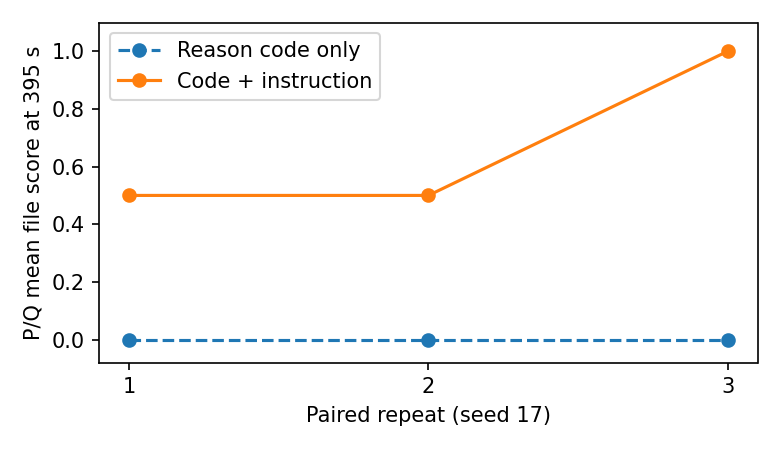 Reason code only
Code + instruction
P/Q mean file score at 395 s
1.0
0.8
0.6
0.4
0.2
0.0
1 2 3
Paired repeat (seed 17)